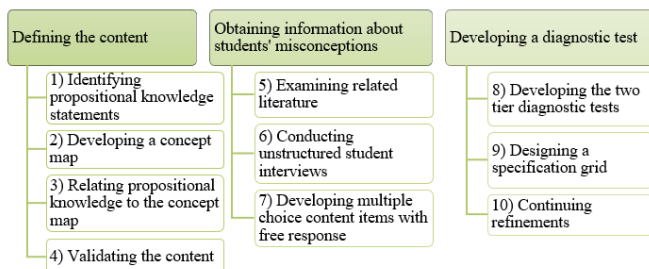 Defining the content
1) Identifying
propositional knowledge
statements
2) Developing a concept
map
3) Relating propositional
knowledge to the concept
map
4) Validating the content
Obtaining information about
students' misconceptions
5) Examining related
literature
6) Conducting
unstructured student
interviews
7) Developing multiple
choice content items with
free response
Developing a diagnostic test
8) Developing the two
tier diagnostic tests
9) Designing a
specification grid
10) Continuing
refinements